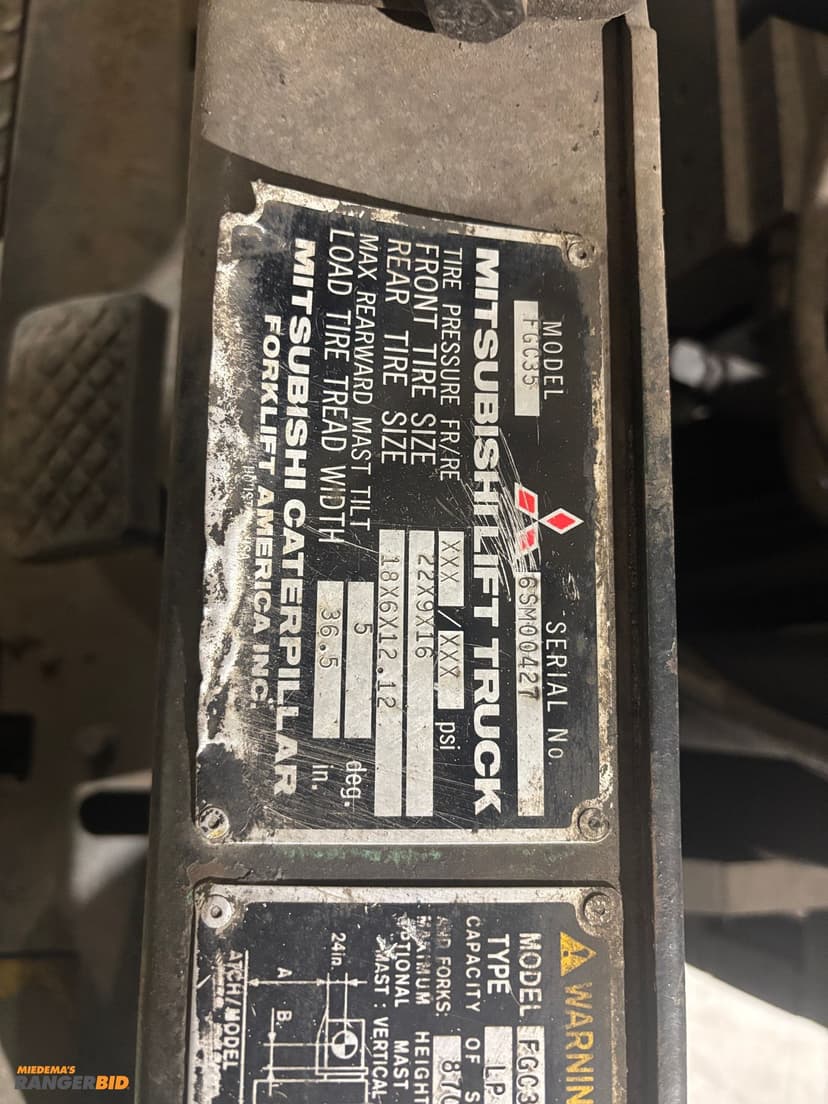 MODEL SERIAL No.
FGC35 6SM00427
MITSUBISHI LIFT TRUCK
TIRE PRESSURE FR/RE XXX / XXX psi
FRONT TIRE SIZE 22X9X16
REAR TIRE SIZE 18X6X12.12
MAX REARWARD MAST TILT 5 deg.
LOAD TIRE TREAD WIDTH 36.5 in.
MITSUBISHI CATERPILLAR
FORKLIFT AMERICA INC.
WARNIN
MODEL FGC3
TYPE LP
CAPACITY OF S
AND FORKS
MAXIMUM HEIGHT
OPTIONAL MAST
MAST: VERTICAL
24in.
A
B
ATCH/MODEL
MIEDEMA'S
RANGERBID